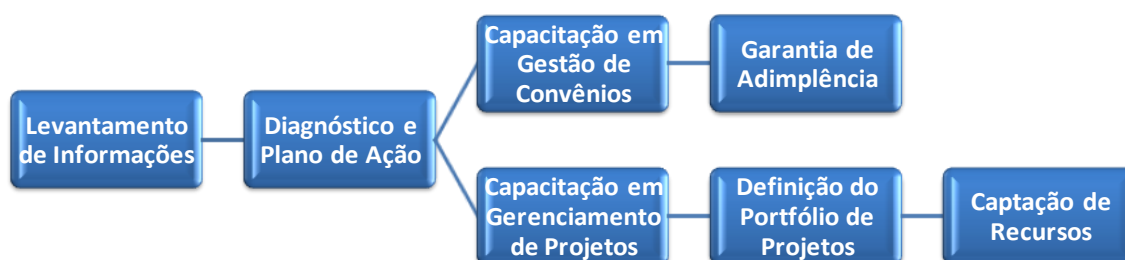 Levantamento
de Informações
Diagnóstico e
Plano de Ação
Capacitação em
Gestão de
Convênios
Garantia de
Adimplência
Capacitação em
Gerenciamento
de Projetos
Definição do
Portfólio de
Projetos
Captação de
Recursos